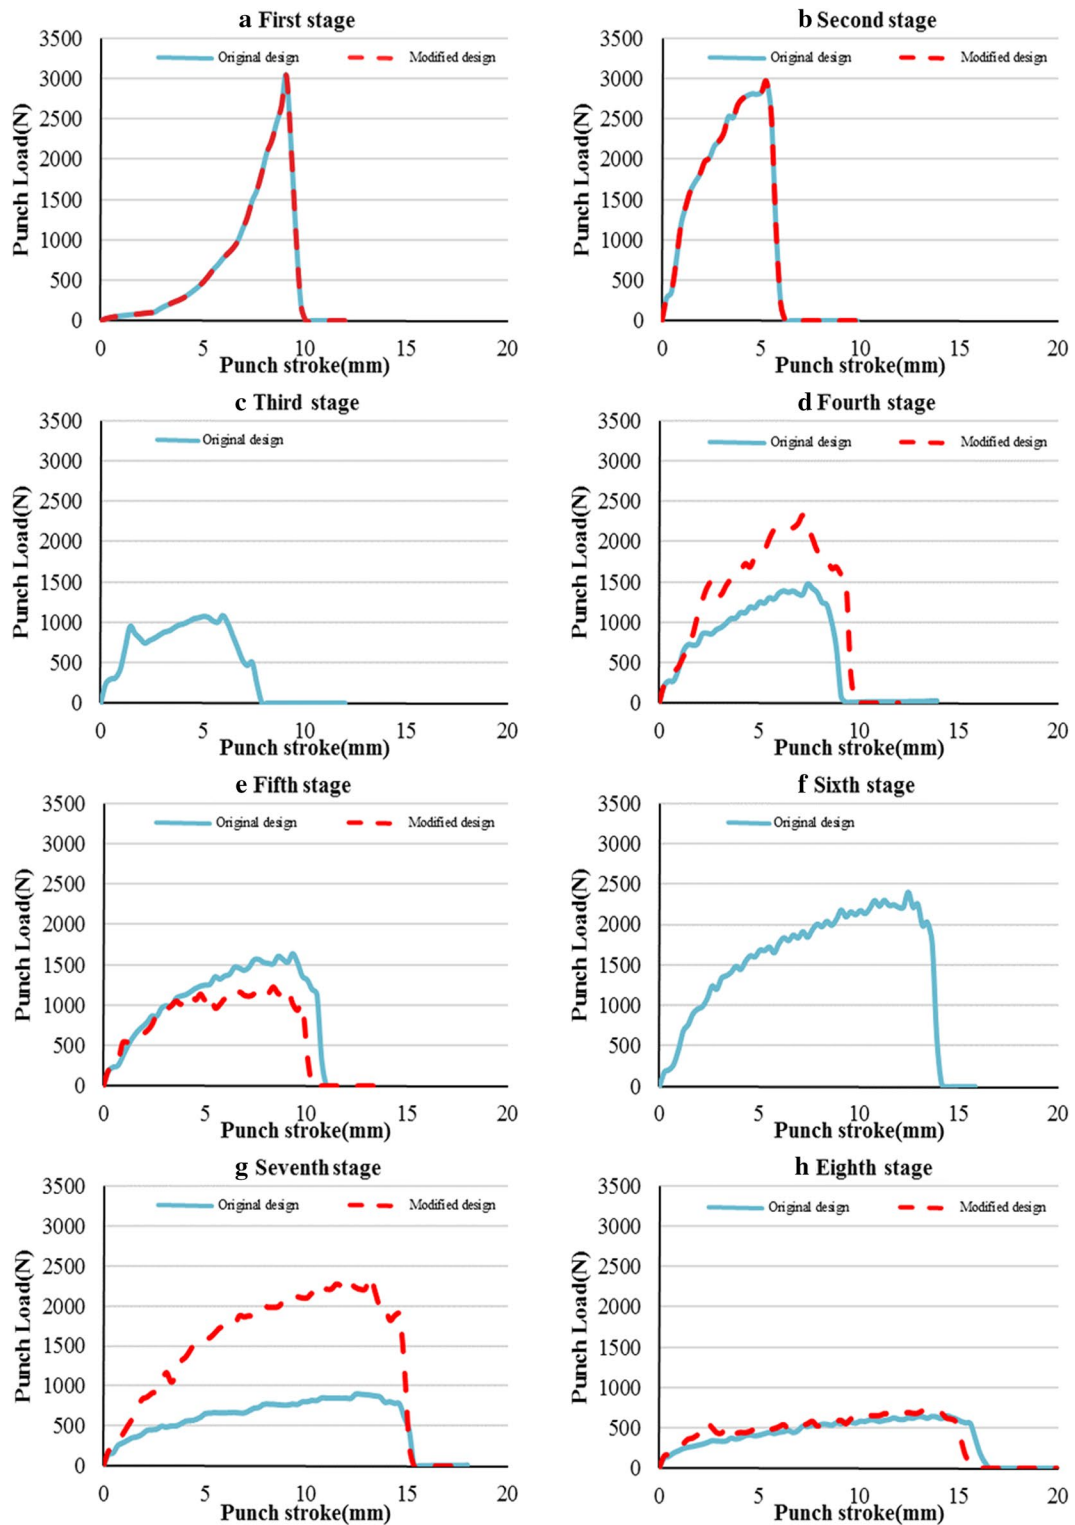 a First stage
3500
Original design
Modified design
3000
2500
2000
1500
1000
500
0
Punch Load(N)
0
5
10
15
20
Punch stroke(mm)
b Second stage
3500
Original design
Modified design
3000
2500
2000
1500
1000
500
0
Punch Load(N)
0
5
10
15
20
Punch stroke(mm)
c Third stage
3500
Original design
3000
2500
2000
1500
1000
500
0
Punch Load(N)
0
5
10
15
20
Punch stroke(mm)
d Fourth stage
3500
Original design
Modified design
3000
2500
2000
1500
1000
500
0
Punch Load(N)
0
5
10
15
20
Punch stroke(mm)
e Fifth stage
3500
Original design
Modified design
3000
2500
2000
1500
1000
500
0
Punch Load(N)
0
5
10
15
20
Punch stroke(mm)
f Sixth stage
3500
Original design
3000
2500
2000
1500
1000
500
0
Punch Load(N)
0
5
10
15
20
Punch stroke(mm)
g Seventh stage
3500
Original design
Modified design
3000
2500
2000
1500
1000
500
0
Punch Load(N)
0
5
10
15
20
Punch stroke(mm)
h Eighth stage
3500
Original design
Modified design
3000
2500
2000
1500
1000
500
0
Punch Load(N)
0
5
10
15
20
Punch stroke(mm)